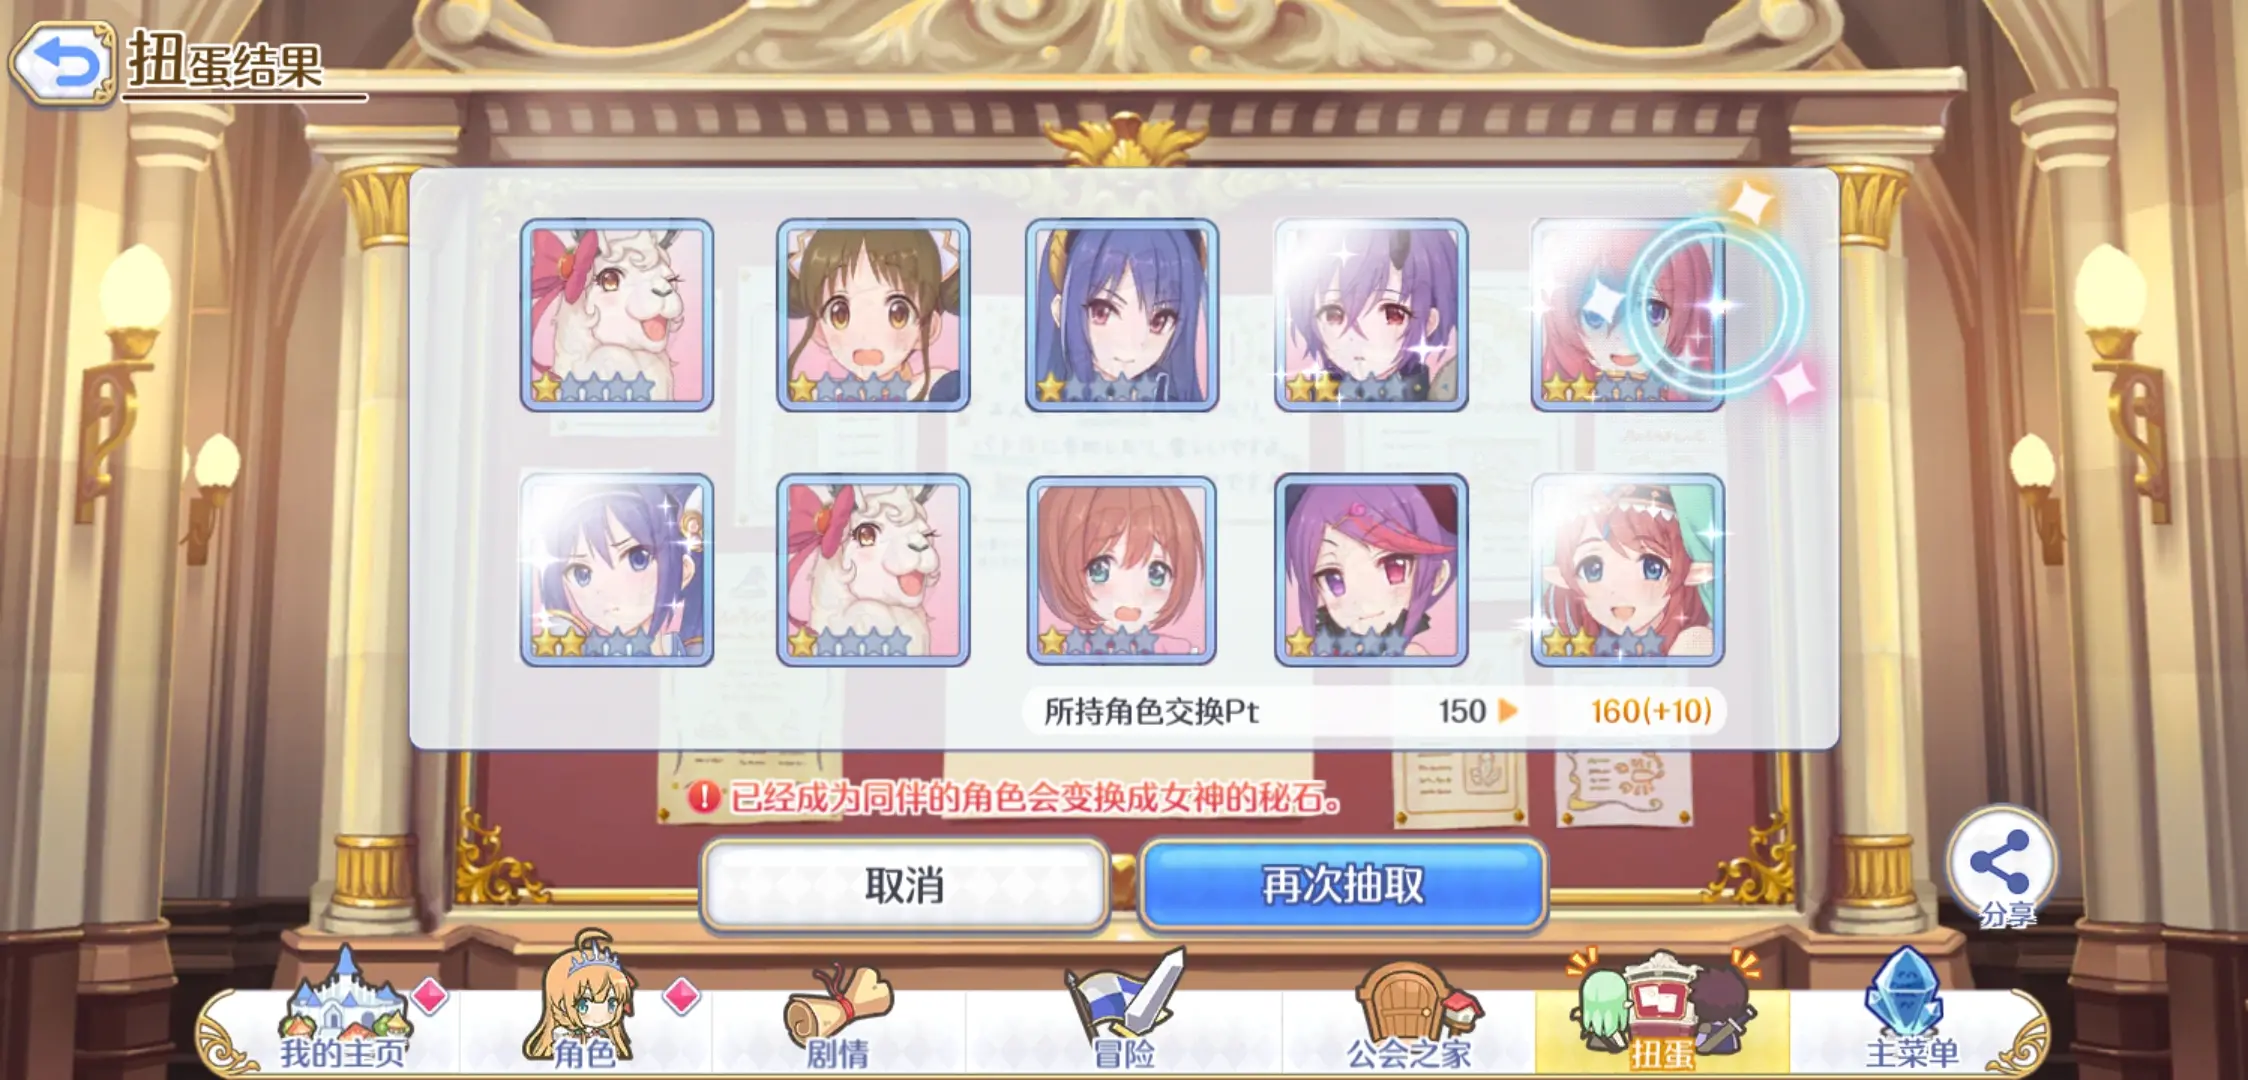 扭蛋结果
所持角色交换Pt 150 160(+10)
已经成为同伴的角色会变换成女神的秘石。
取消
再次抽取
分享
我的主页
角色
剧情
冒险
公会之家
扭蛋
主菜单